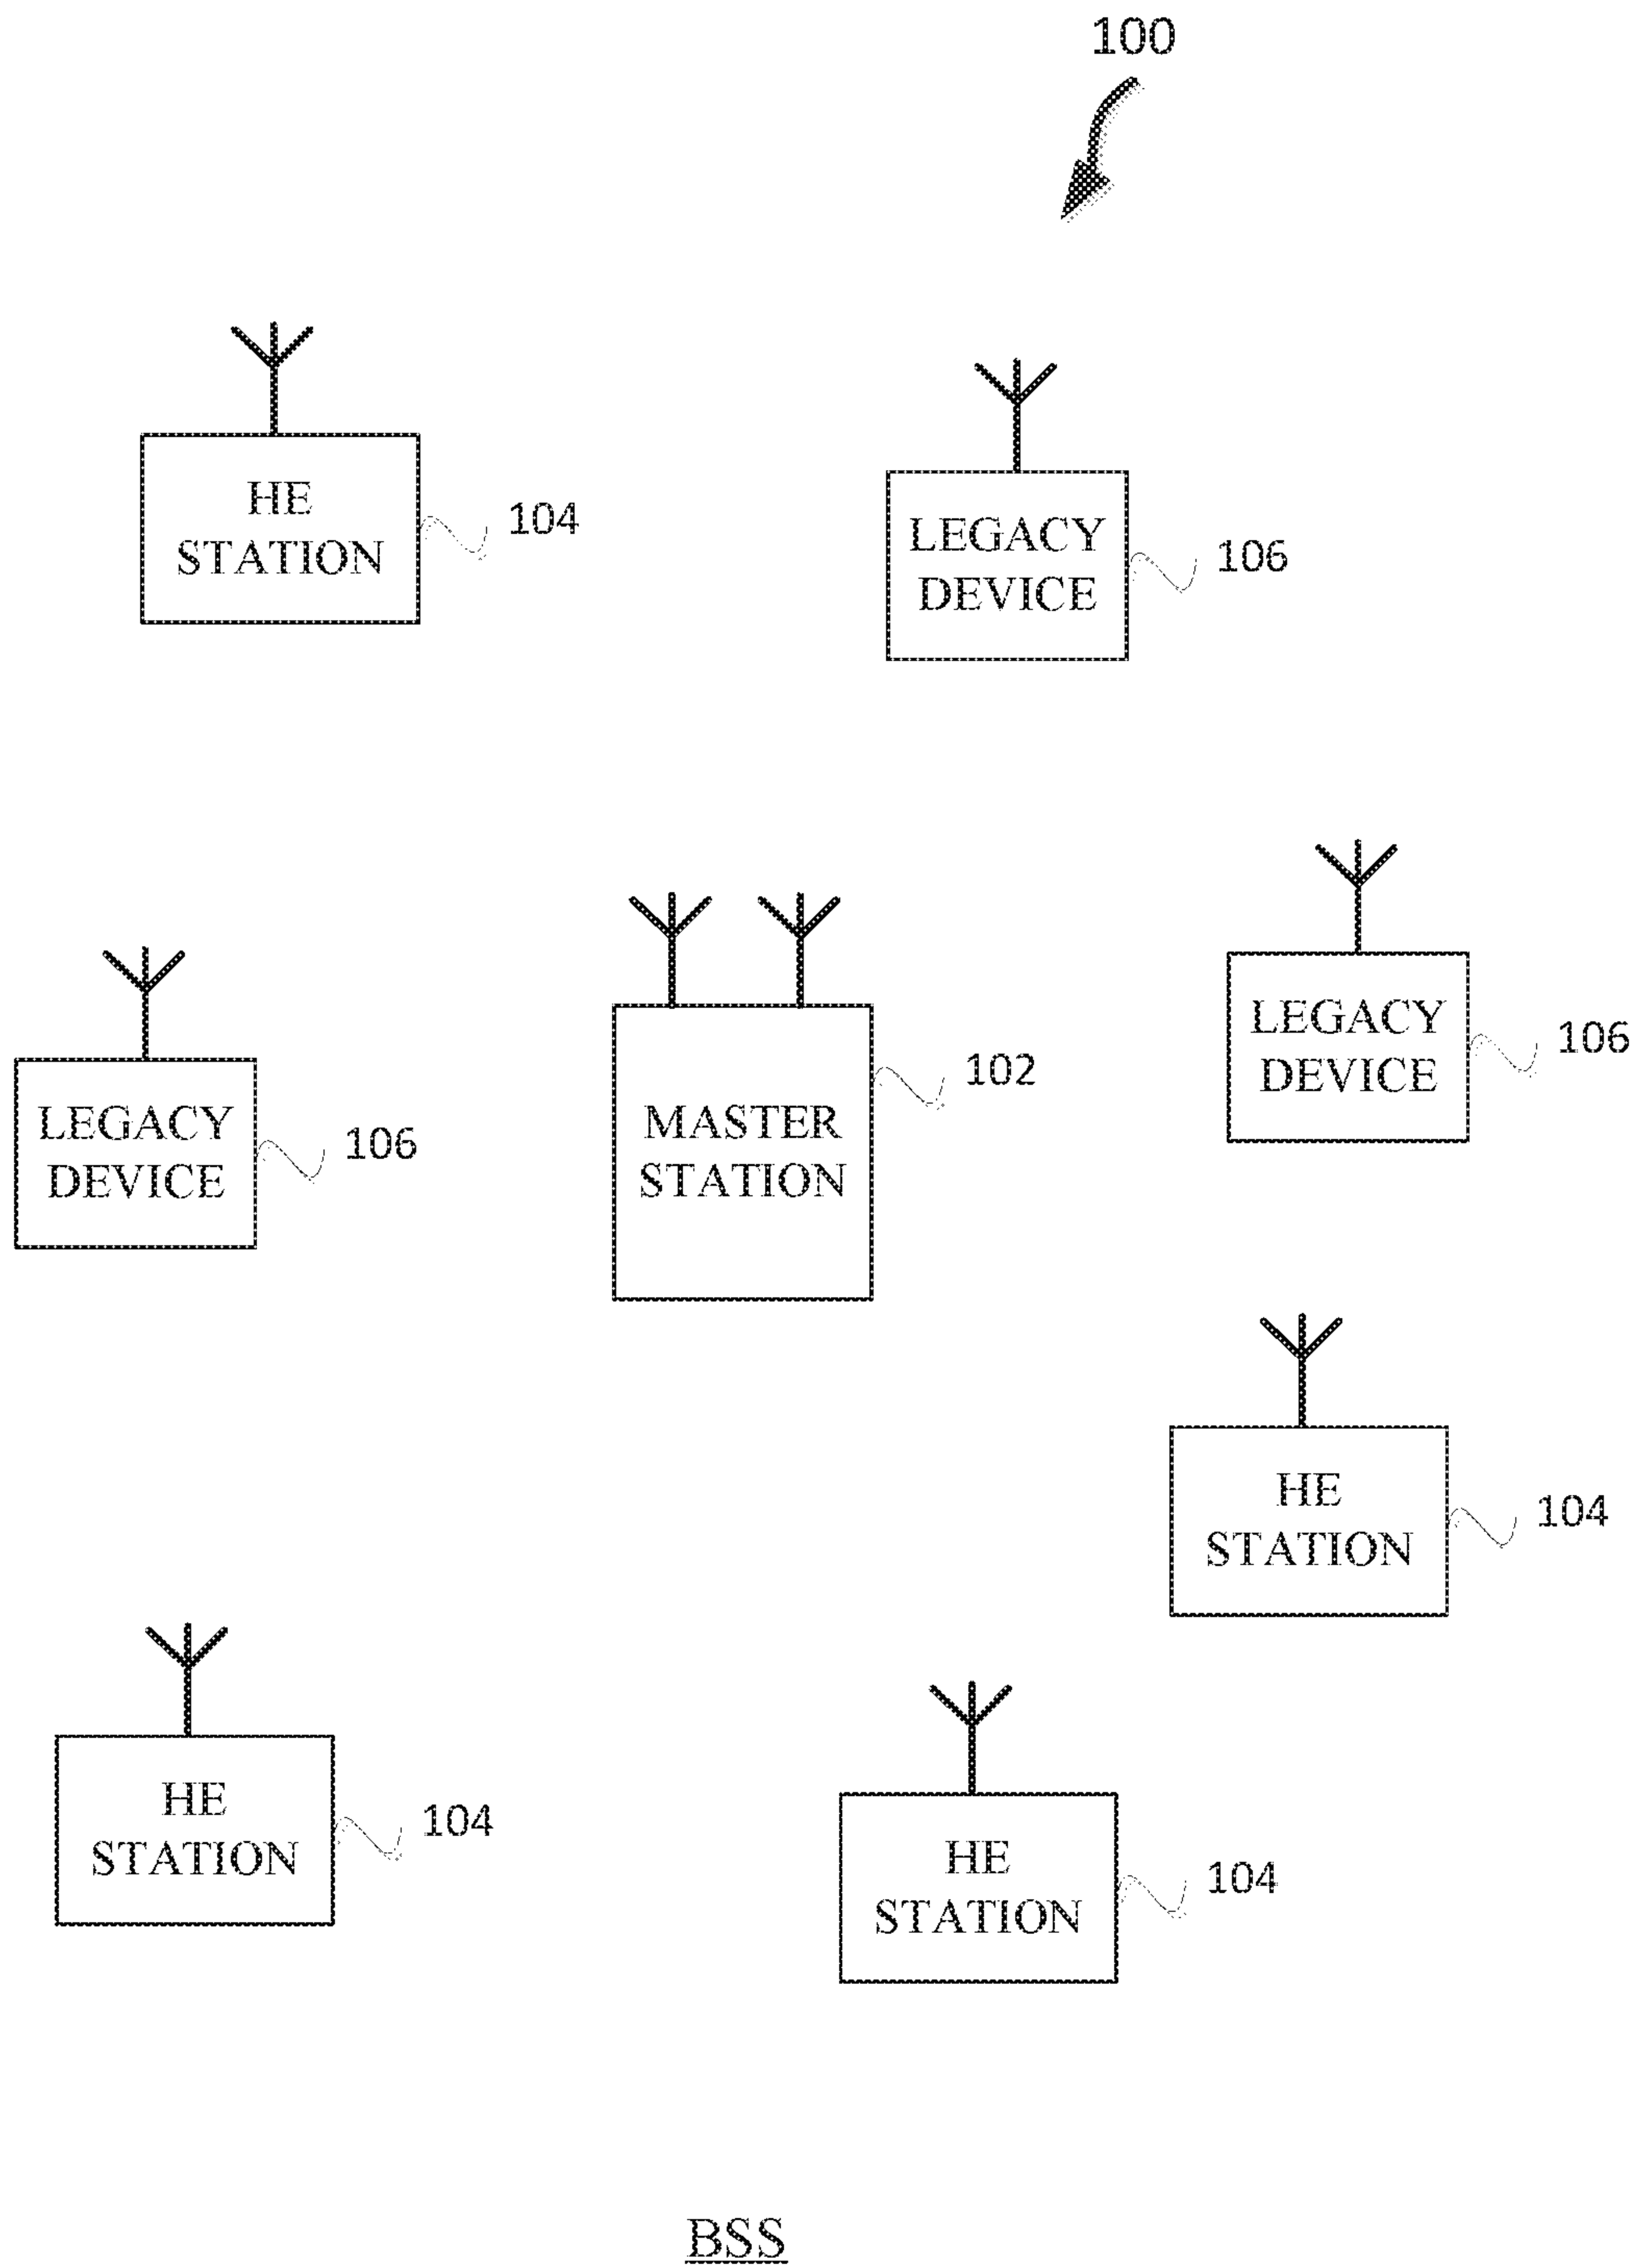 100
HE
STATION
104
LEGACY
DEVICE
106
LEGACY
DEVICE
106
MASTER
STATION
102
LEGACY
DEVICE
106
HE
STATION
104
HE
STATION
104
HE
STATION
104
BSS